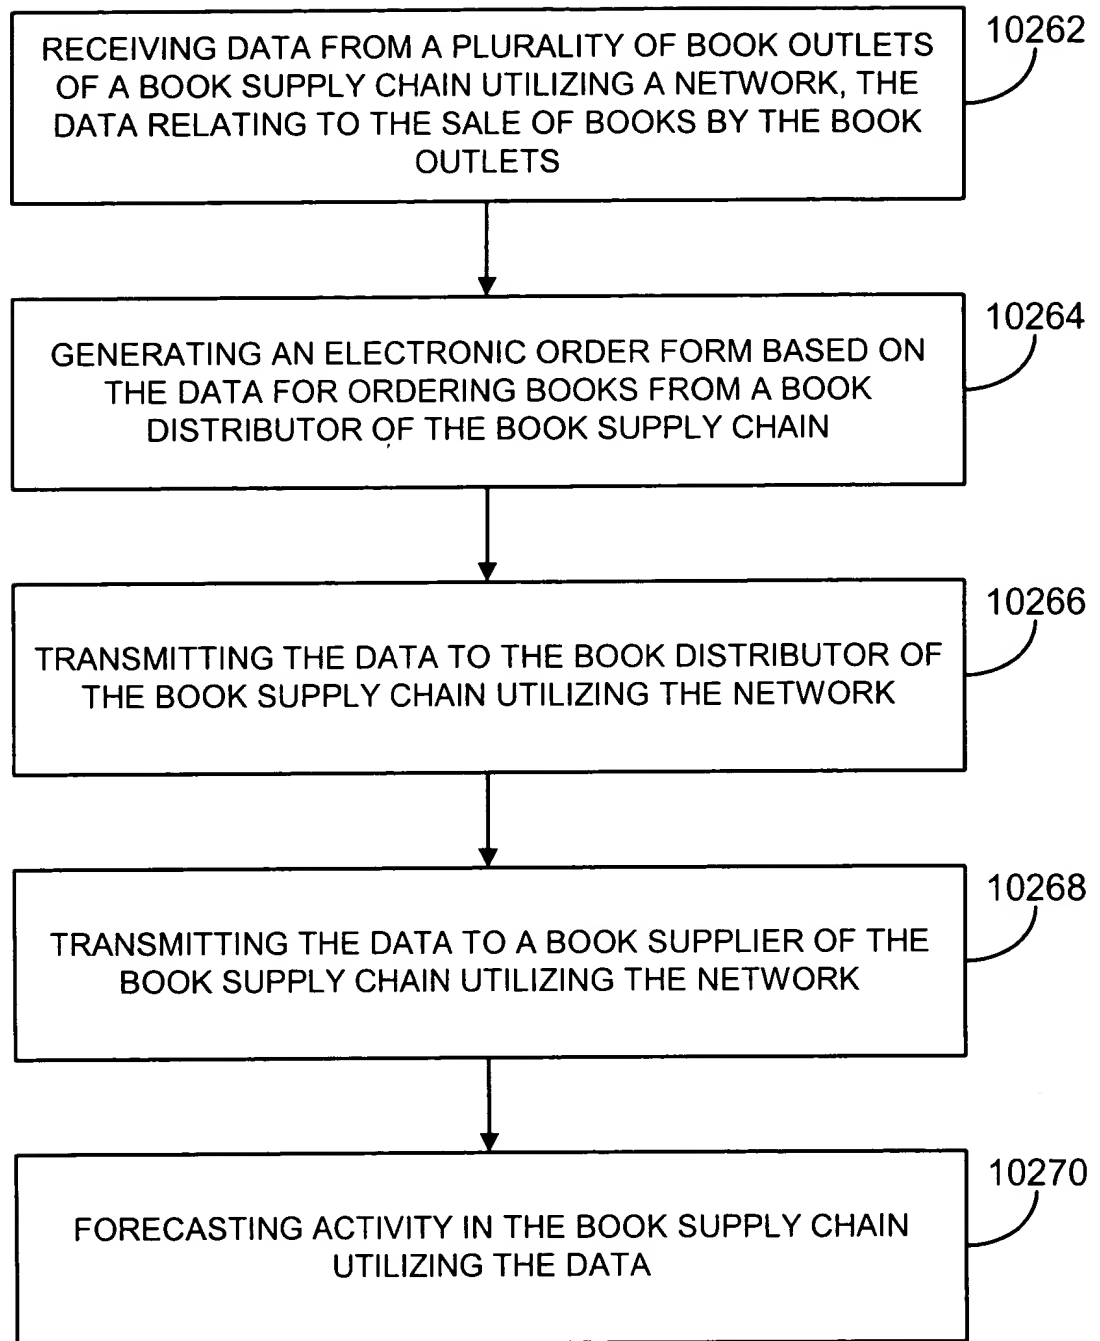 RECEIVING DATA FROM A PLURALITY OF BOOK OUTLETS
OF A BOOK SUPPLY CHAIN UTILIZING A NETWORK, THE
DATA RELATING TO THE SALE OF BOOKS BY THE BOOK
OUTLETS
10262
GENERATING AN ELECTRONIC ORDER FORM BASED ON
THE DATA FOR ORDERING BOOKS FROM A BOOK
DISTRIBUTOR OF THE BOOK SUPPLY CHAIN
10264
TRANSMITTING THE DATA TO THE BOOK DISTRIBUTOR OF
THE BOOK SUPPLY CHAIN UTILIZING THE NETWORK
10266
TRANSMITTING THE DATA TO A BOOK SUPPLIER OF THE
BOOK SUPPLY CHAIN UTILIZING THE NETWORK
10268
FORECASTING ACTIVITY IN THE BOOK SUPPLY CHAIN
UTILIZING THE DATA
10270